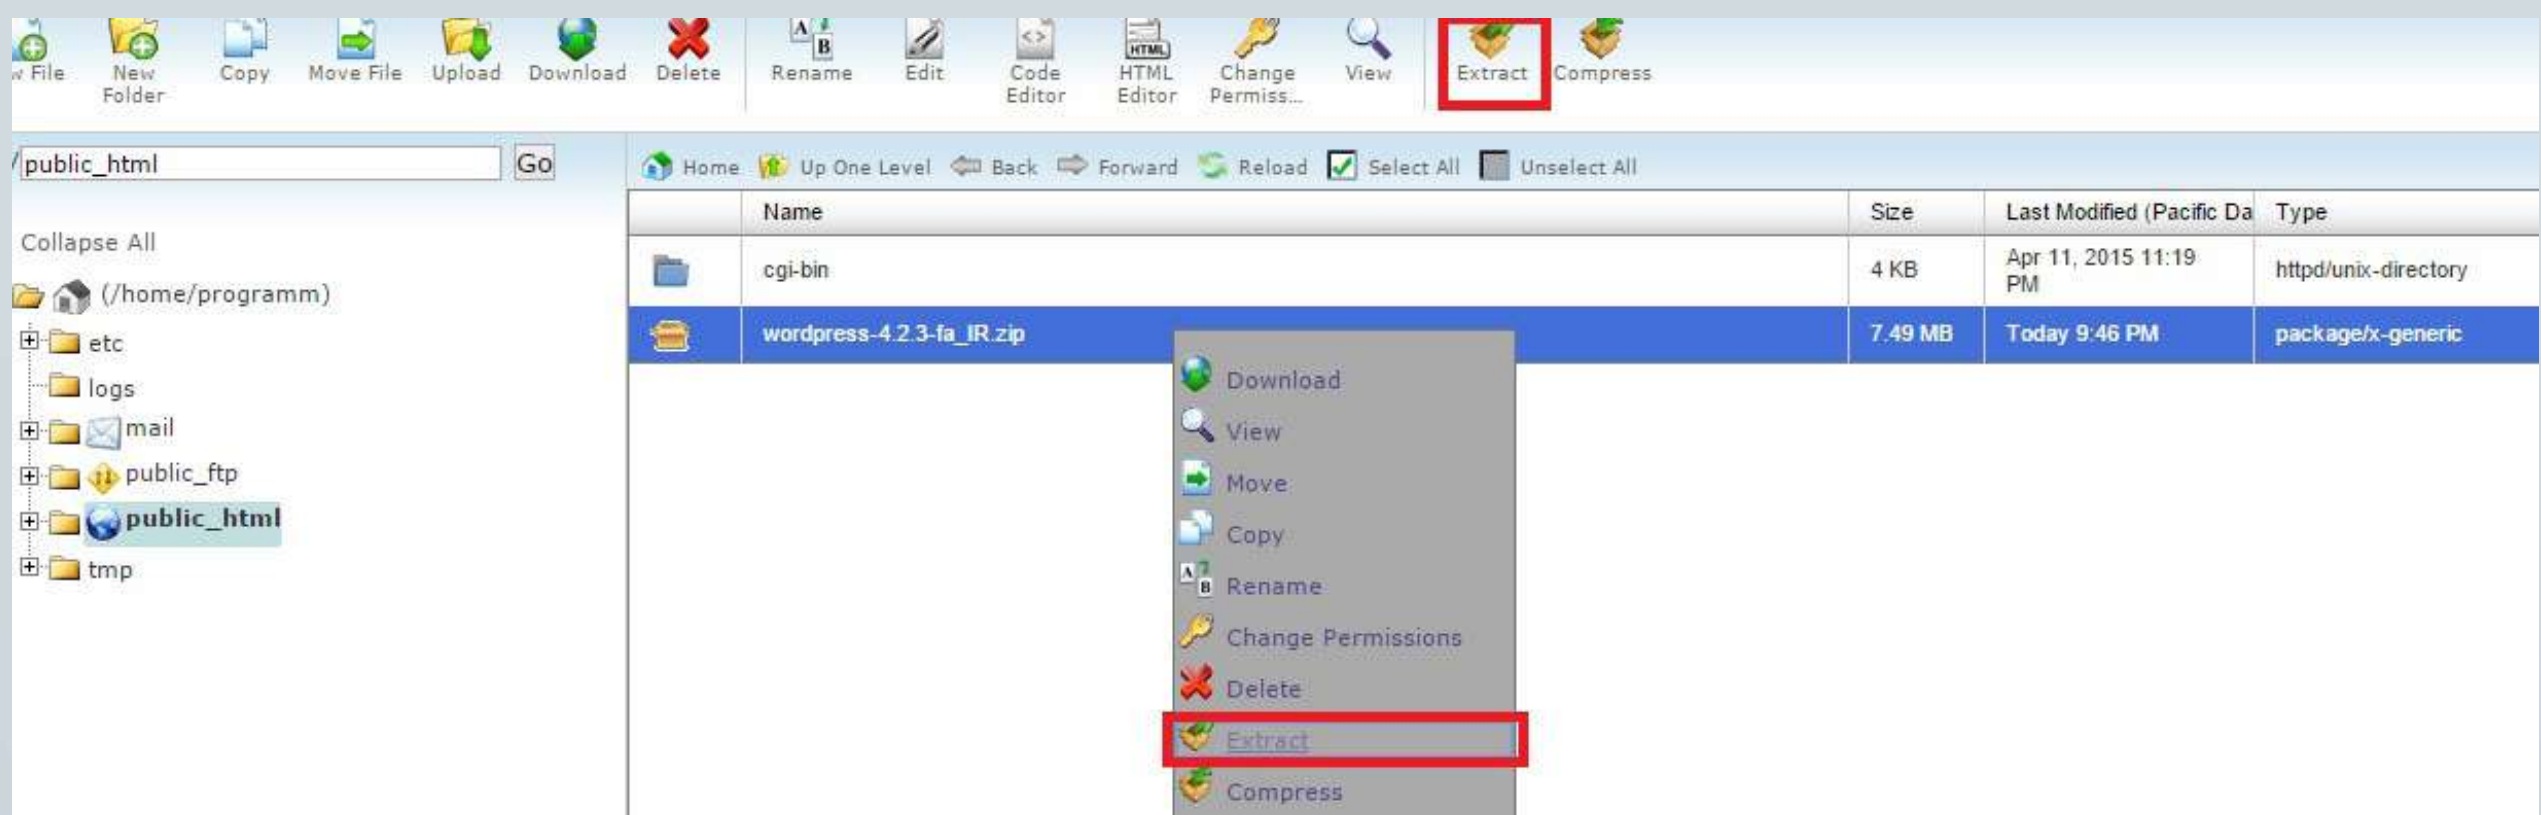 File New Folder Copy Move File Upload Download Delete Rename Edit Code Editor HTML Editor Change Permiss... View Extract Compress
/ public_html Go
Home Up One Level Back Forward Reload Select All Unselect All
Collapse All
(/home/programm)
etc
logs
mail
public_ftp
public_html
tmp
Name Size Last Modified (Pacific Da Type
cgi-bin 4 KB Apr 11, 2015 11:19 PM httpd/unix-directory
wordpress-4.2.3-fa_IR.zip 7.49 MB Today 9:46 PM package/x-generic
Download
View
Move
Copy
Rename
Change Permissions
Delete
Extract
Compress